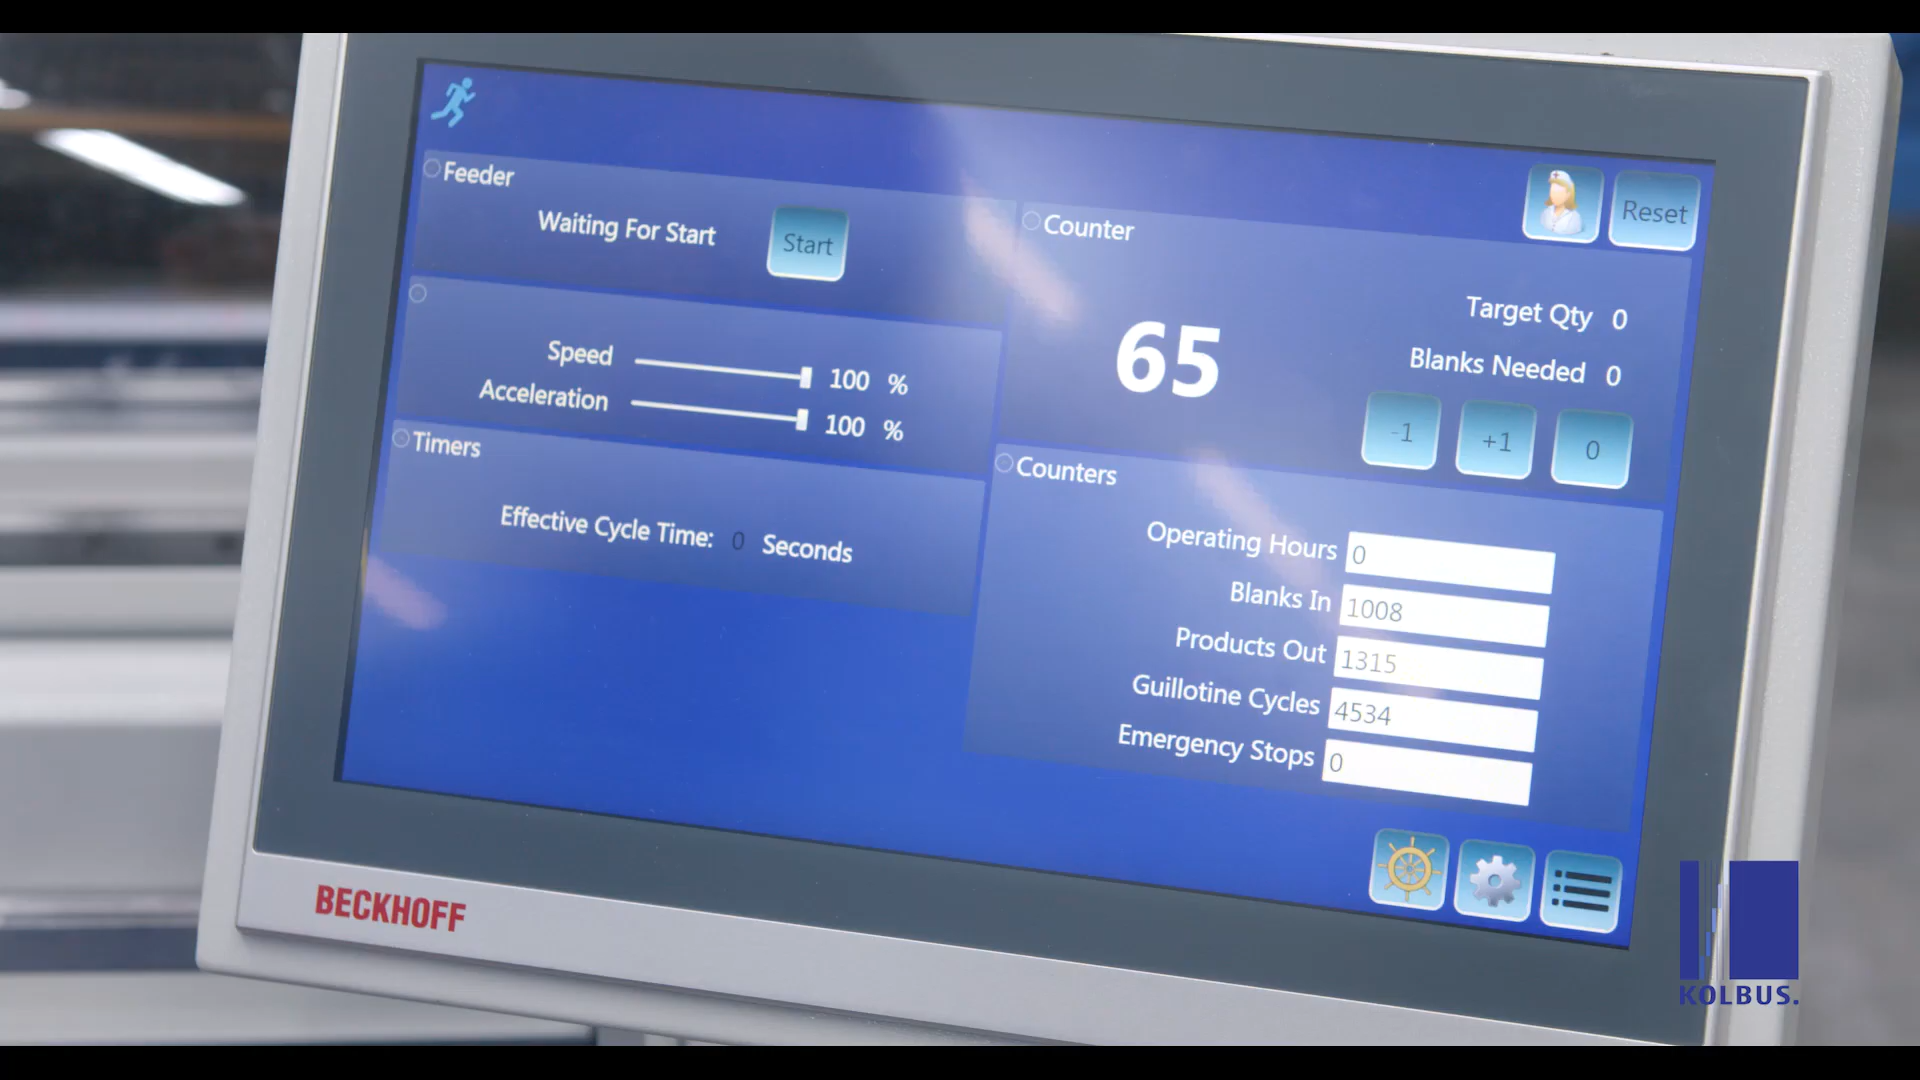 Feeder
Waiting For Start
Start
Speed 100 %
Acceleration 100 %
Timers
Effective Cycle Time: 0 Seconds
Reset
Counter
65
Target Qty 0
Blanks Needed 0
-1 +1 0
Counters
Operating Hours 0
Blanks In 1008
Products Out 1315
Guillotine Cycles 4534
Emergency Stops 0
BECKHOFF
KOLBUS.